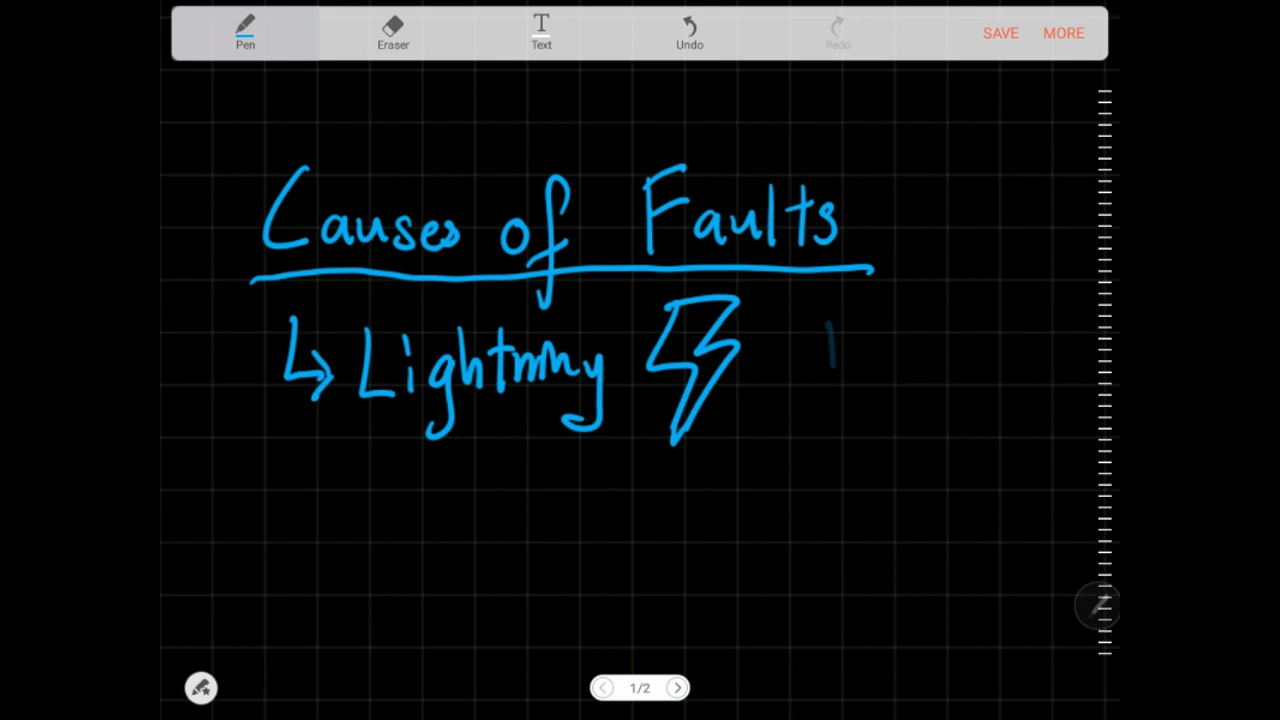 Pen Eraser Text Undo Redo SAVE MORE
Causes of Faults
Lightning
1/2